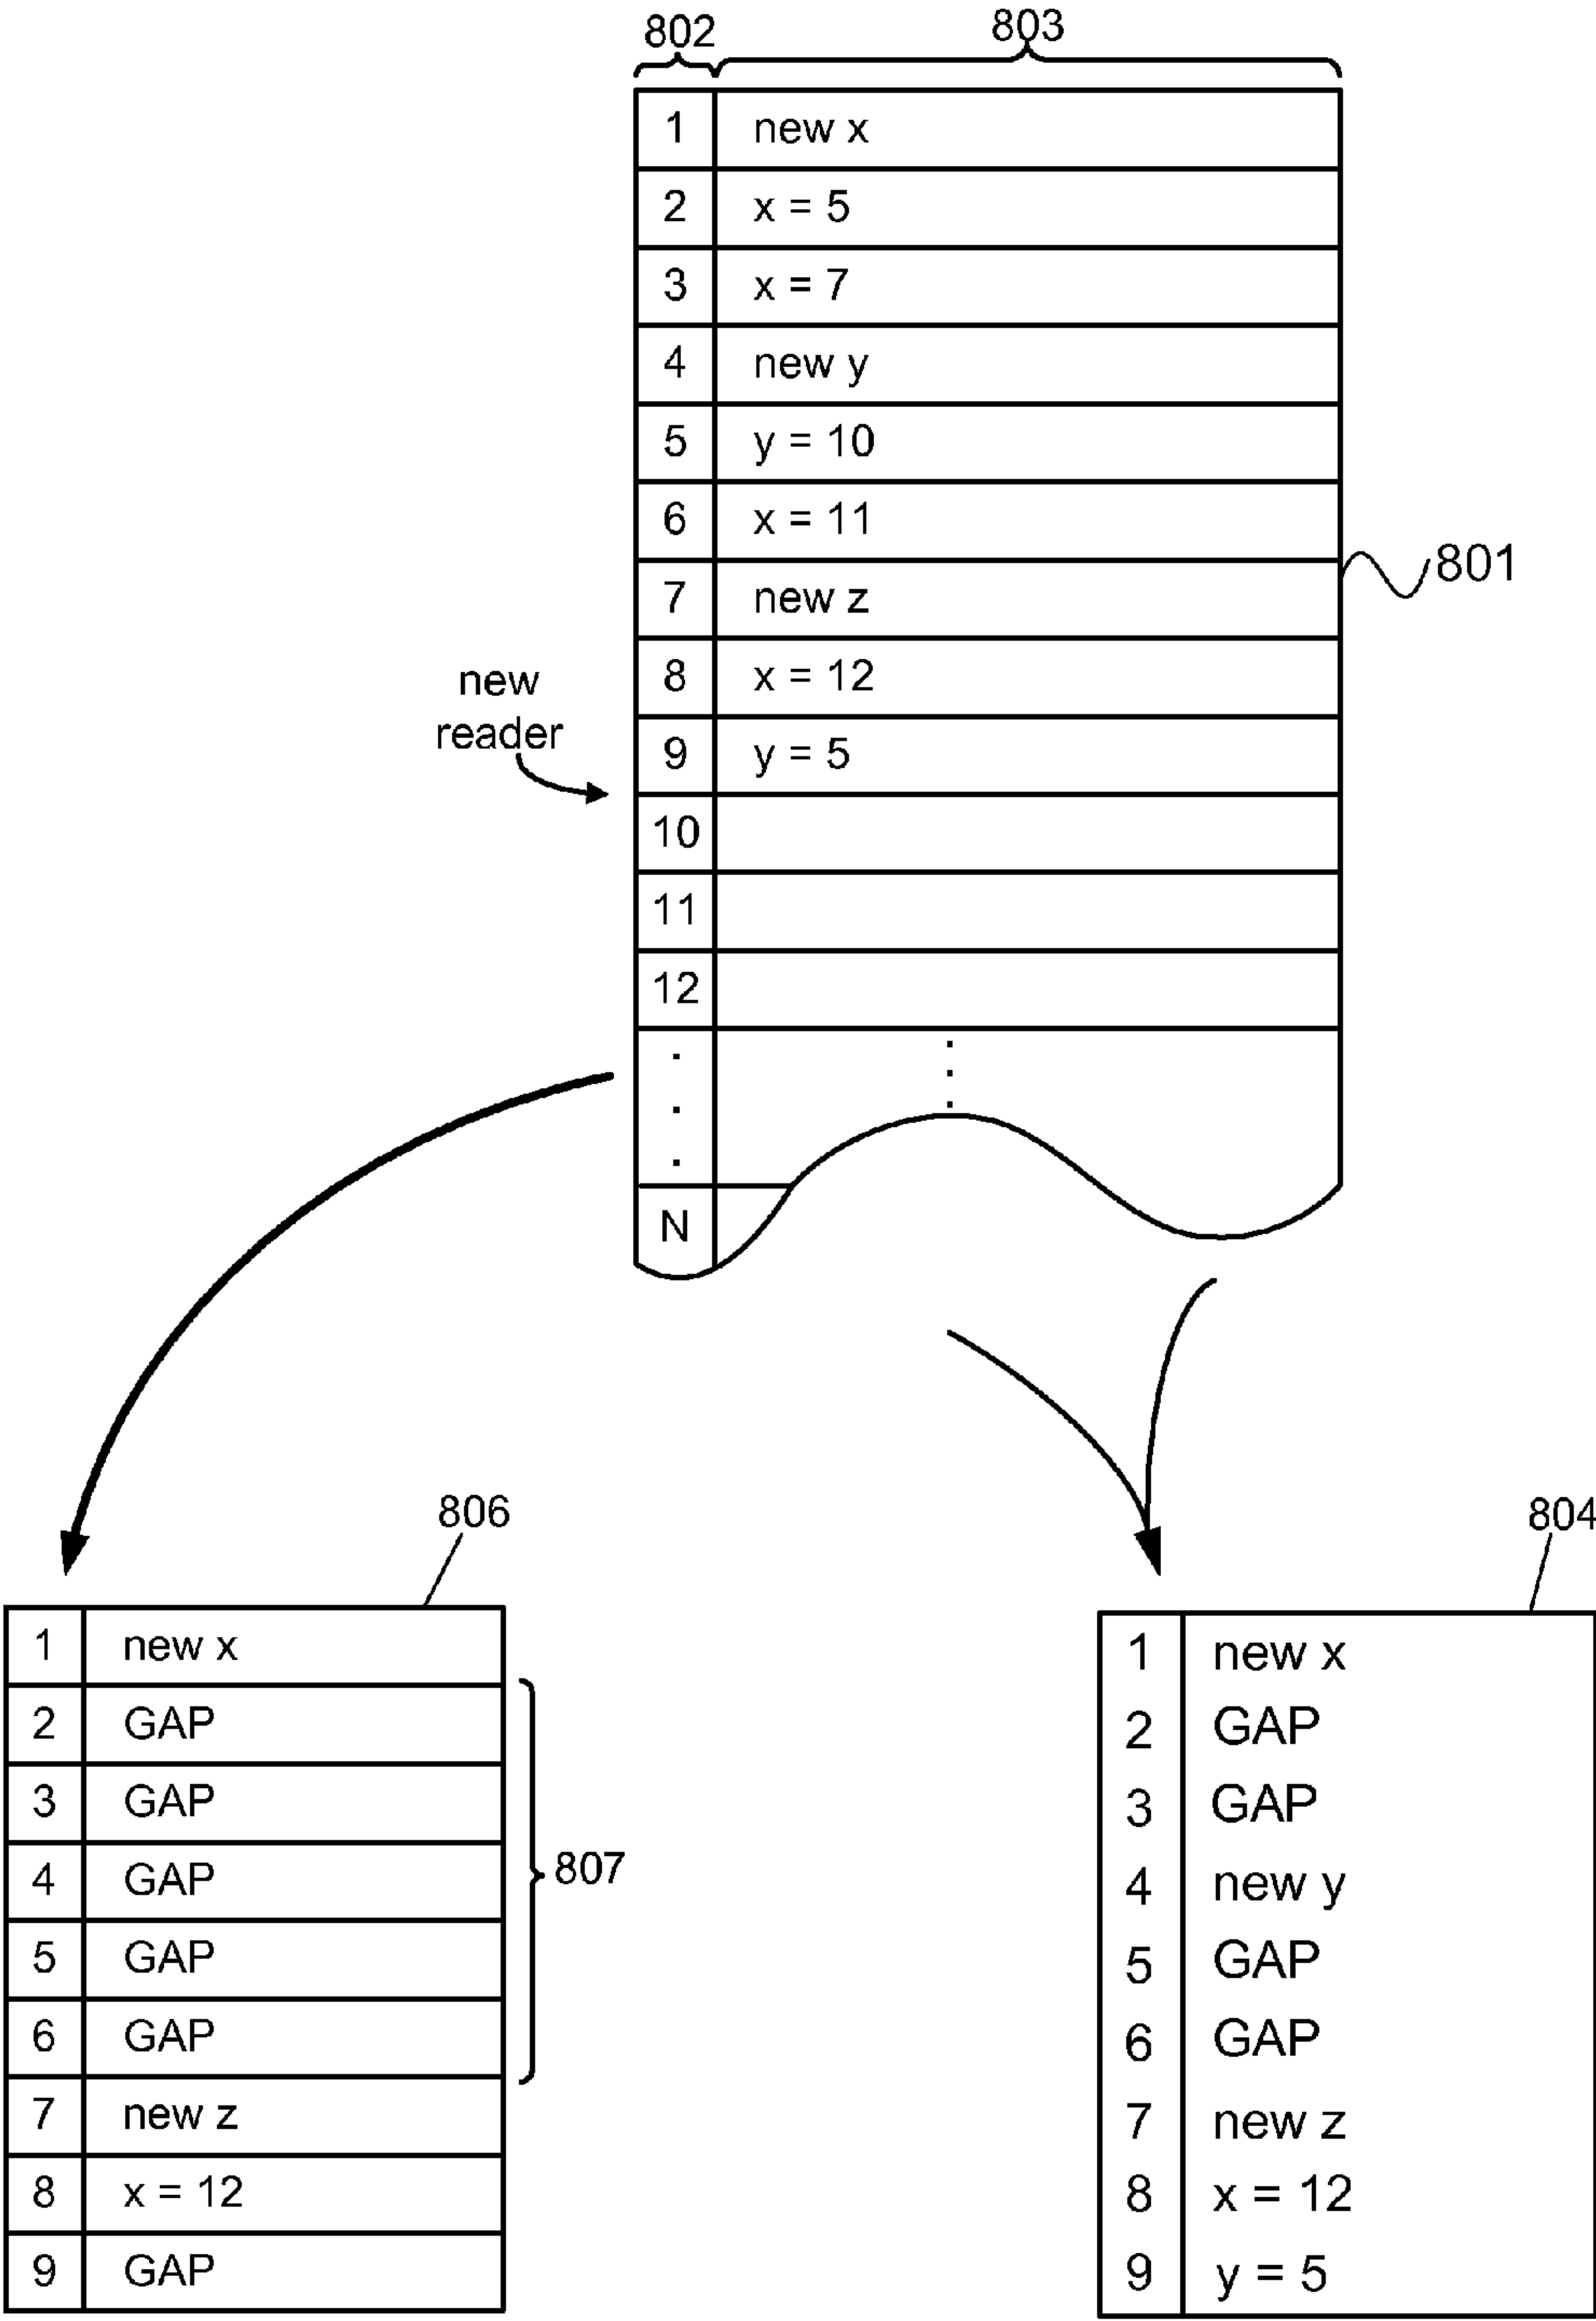 802 803
1 new x
2 x = 5
3 x = 7
4 new y
5 y = 10
6 x = 11
7 new z
801
8 x = 12
new
reader
9 y = 5
10
11
12
N
806
1 new x
2 GAP
3 GAP
4 GAP
5 GAP
6 GAP
7 new z
8 x = 12
9 GAP
807
804
1 new x
2 GAP
3 GAP
4 new y
5 GAP
6 GAP
7 new z
8 x = 12
9 y = 5